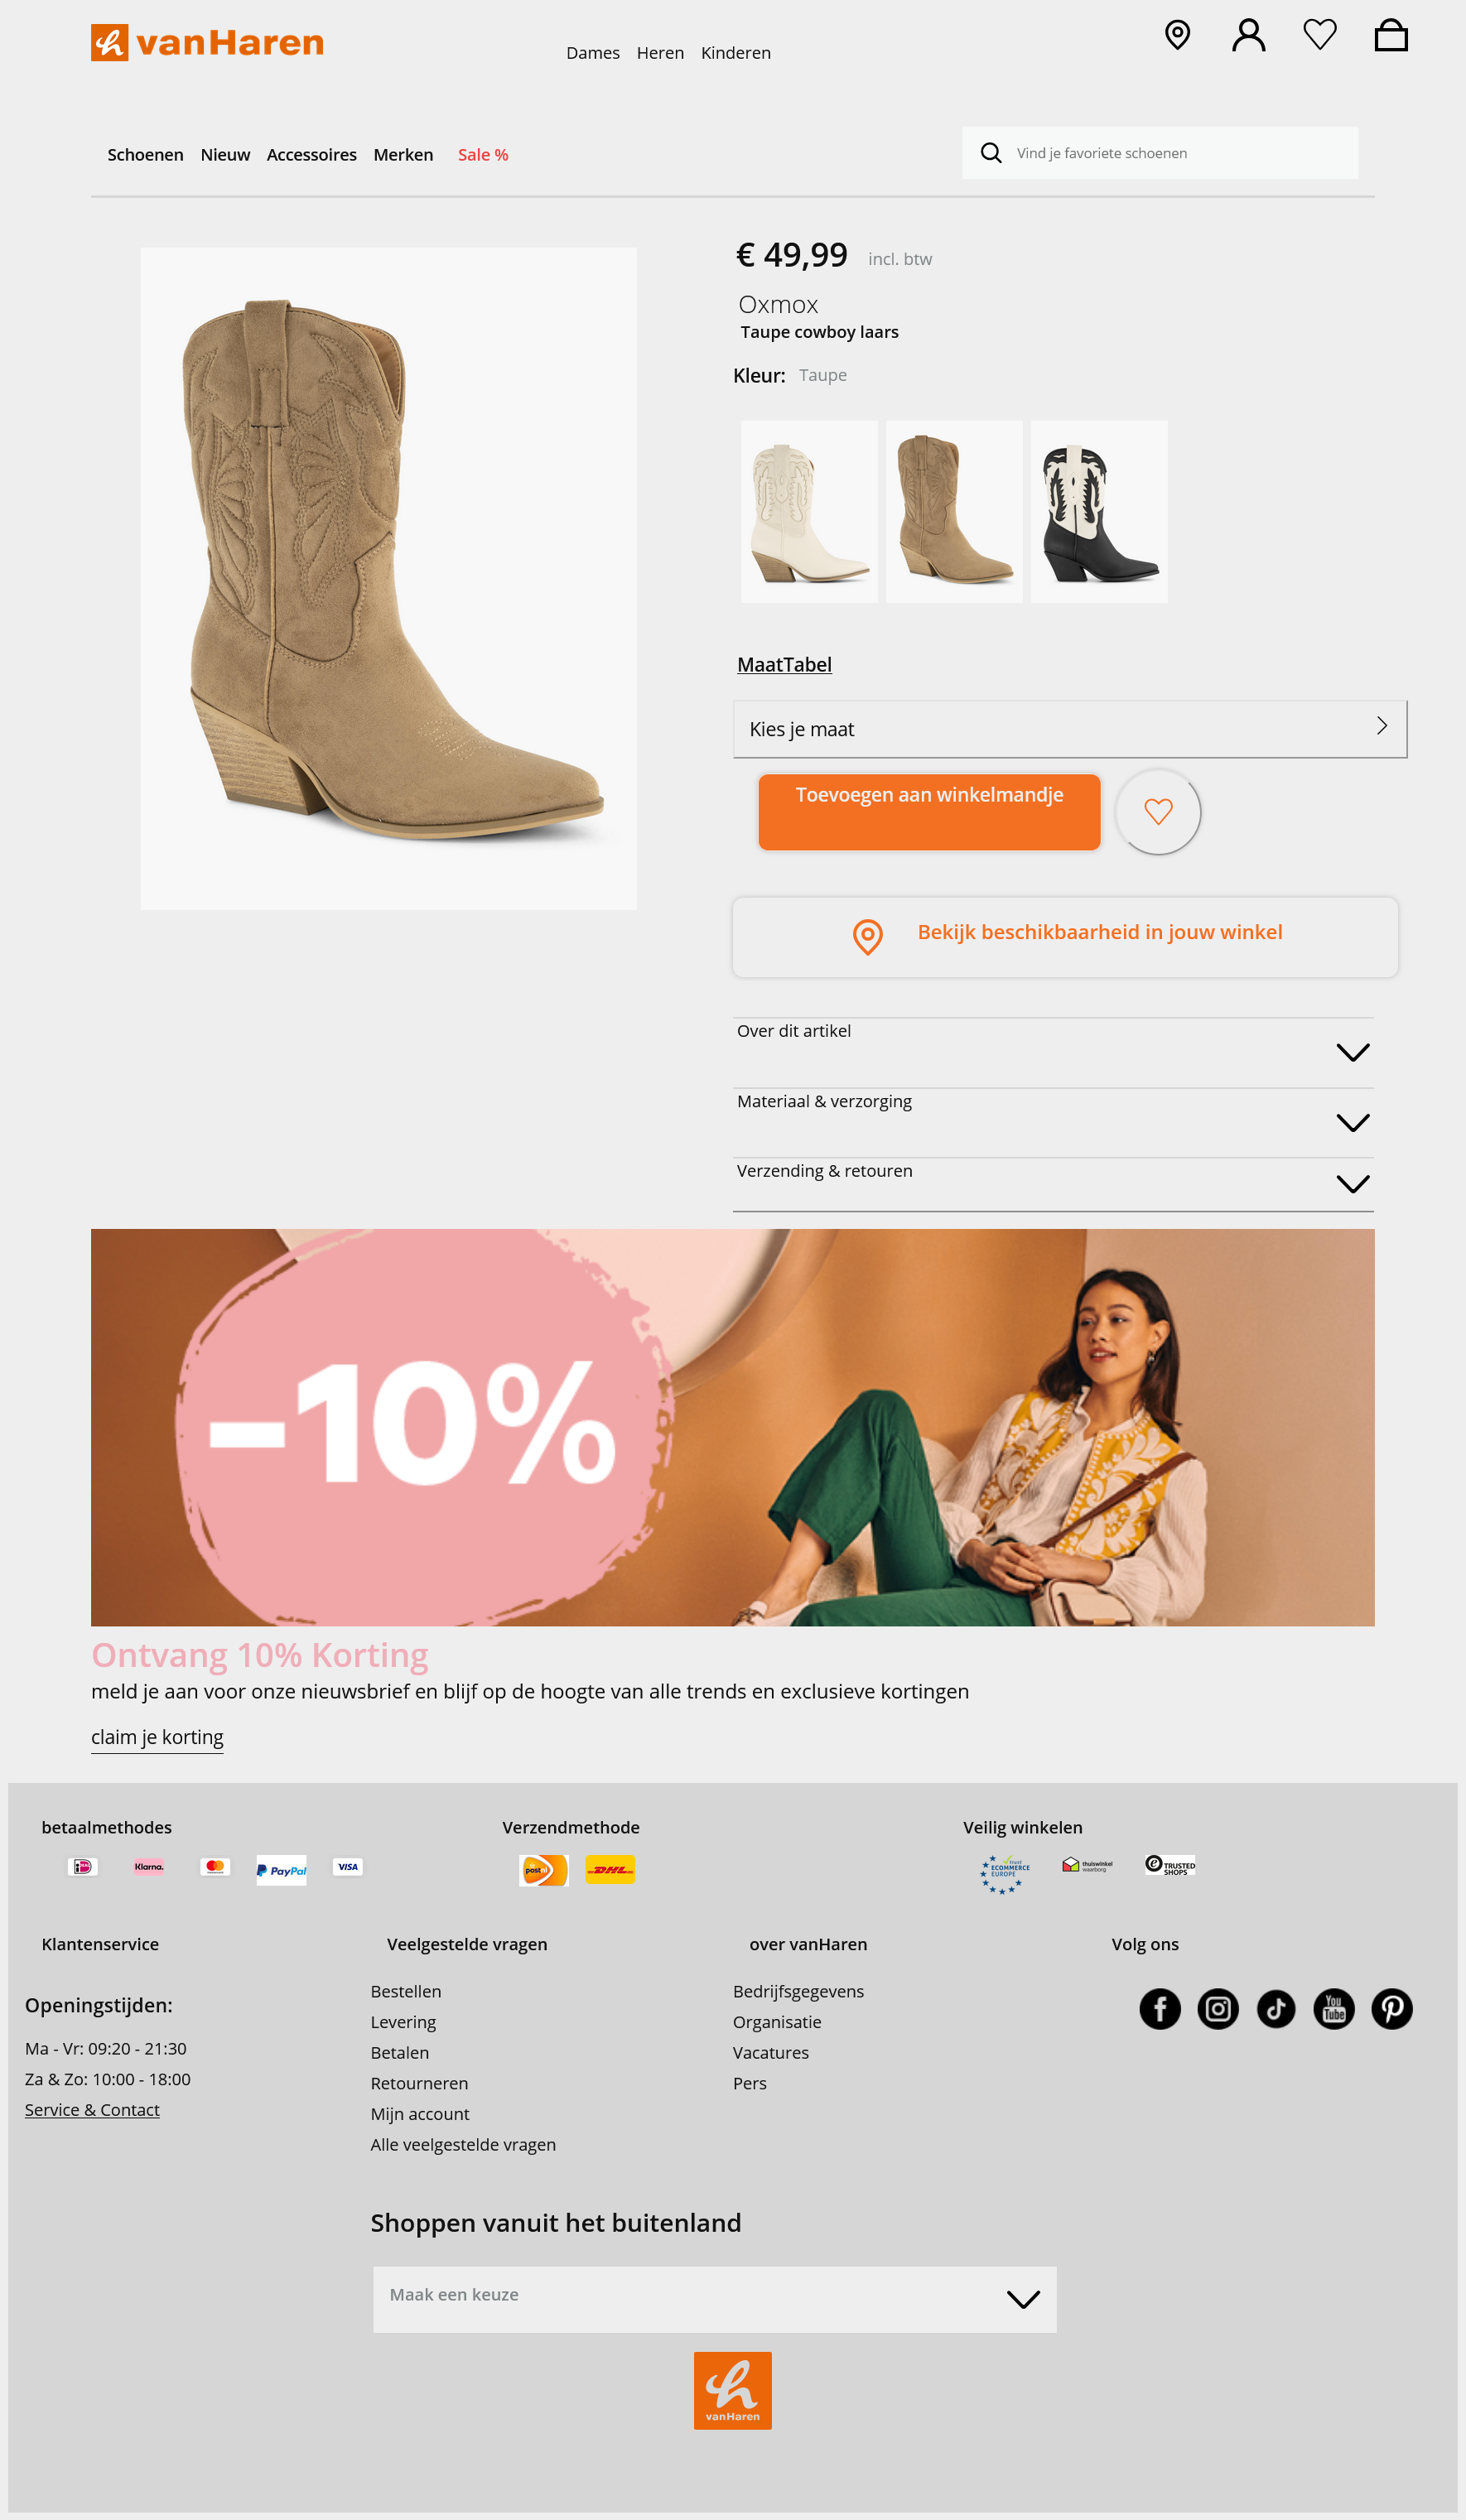 vanHaren
Dames Heren Kinderen
Schoenen Nieuw Accessoires Merken Sale %
Vind je favoriete schoenen
€ 49,99 incl. btw
Oxmox
Taupe cowboy laars
Kleur: Taupe
MaatTabel
Kies je maat
Toevoegen aan winkelmandje
Bekijk beschikbaarheid in jouw winkel
Over dit artikel
Materiaal & verzorging
Verzending & retouren
-10%
Ontvang 10% Korting
meld je aan voor onze nieuwsbrief en blijf op de hoogte van alle trends en exclusieve kortingen
claim je korting
betaalmethodes
Klarna.
PayPal
VISA
Verzendmethode
postnl
DHL
Veilig winkelen
trust
ECOMMERCE
EUROPE
thuiswinkel
waarborg
TRUSTED
SHOPS
Klantenservice
Openingstijden:
Ma - Vr: 09:20 - 21:30
Za & Zo: 10:00 - 18:00
Service & Contact
Veelgestelde vragen
Bestellen
Levering
Betalen
Retourneren
Mijn account
Alle veelgestelde vragen
over vanHaren
Bedrijfsgegevens
Organisatie
Vacatures
Pers
Volg ons
You
Tube
Shoppen vanuit het buitenland
Maak een keuze
vanHaren